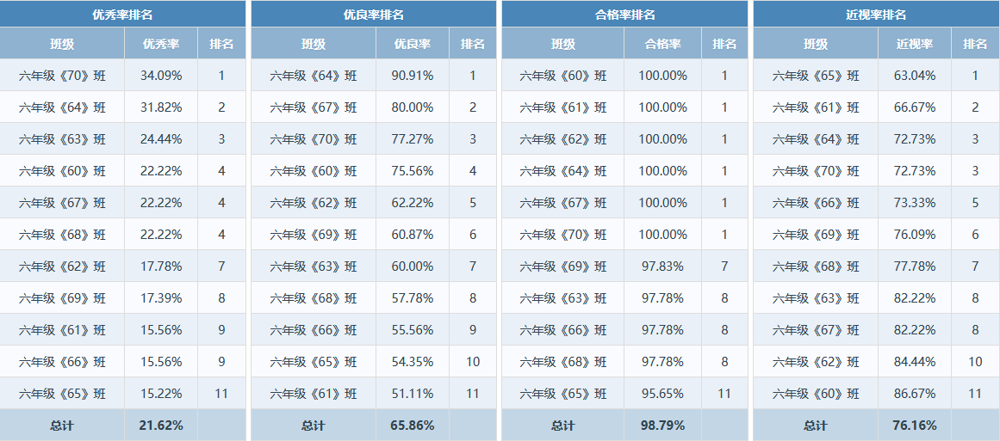 优秀率排名 优良率排名 合格率排名 近视率排名
班级 优秀率 排名 班级 优良率 排名 班级 合格率 排名 班级 近视率 排名
六年级《70》班 34.09% 1 六年级《64》班 90.91% 1 六年级《60》班 100.00% 1 六年级《65》班 63.04% 1
六年级《64》班 31.82% 2 六年级《67》班 80.00% 2 六年级《61》班 100.00% 1 六年级《61》班 66.67% 2
六年级《63》班 24.44% 3 六年级《70》班 77.27% 3 六年级《62》班 100.00% 1 六年级《64》班 72.73% 3
六年级《60》班 22.22% 4 六年级《60》班 75.56% 4 六年级《64》班 100.00% 1 六年级《70》班 72.73% 3
六年级《67》班 22.22% 4 六年级《62》班 62.22% 5 六年级《67》班 100.00% 1 六年级《66》班 73.33% 5
六年级《68》班 22.22% 4 六年级《69》班 60.87% 6 六年级《70》班 100.00% 1 六年级《69》班 76.09% 6
六年级《62》班 17.78% 7 六年级《63》班 60.00% 7 六年级《69》班 97.83% 7 六年级《68》班 77.78% 7
六年级《69》班 17.39% 8 六年级《68》班 57.78% 8 六年级《63》班 97.78% 8 六年级《63》班 82.22% 8
六年级《61》班 15.56% 9 六年级《66》班 55.56% 9 六年级《66》班 97.78% 8 六年级《67》班 82.22% 8
六年级《66》班 15.56% 9 六年级《65》班 54.35% 10 六年级《68》班 97.78% 8 六年级《62》班 84.44% 10
六年级《65》班 15.22% 11 六年级《61》班 51.11% 11 六年级《65》班 95.65% 11 六年级《60》班 86.67% 11
总计 21.62% 总计 65.86% 总计 98.79% 总计 76.16%